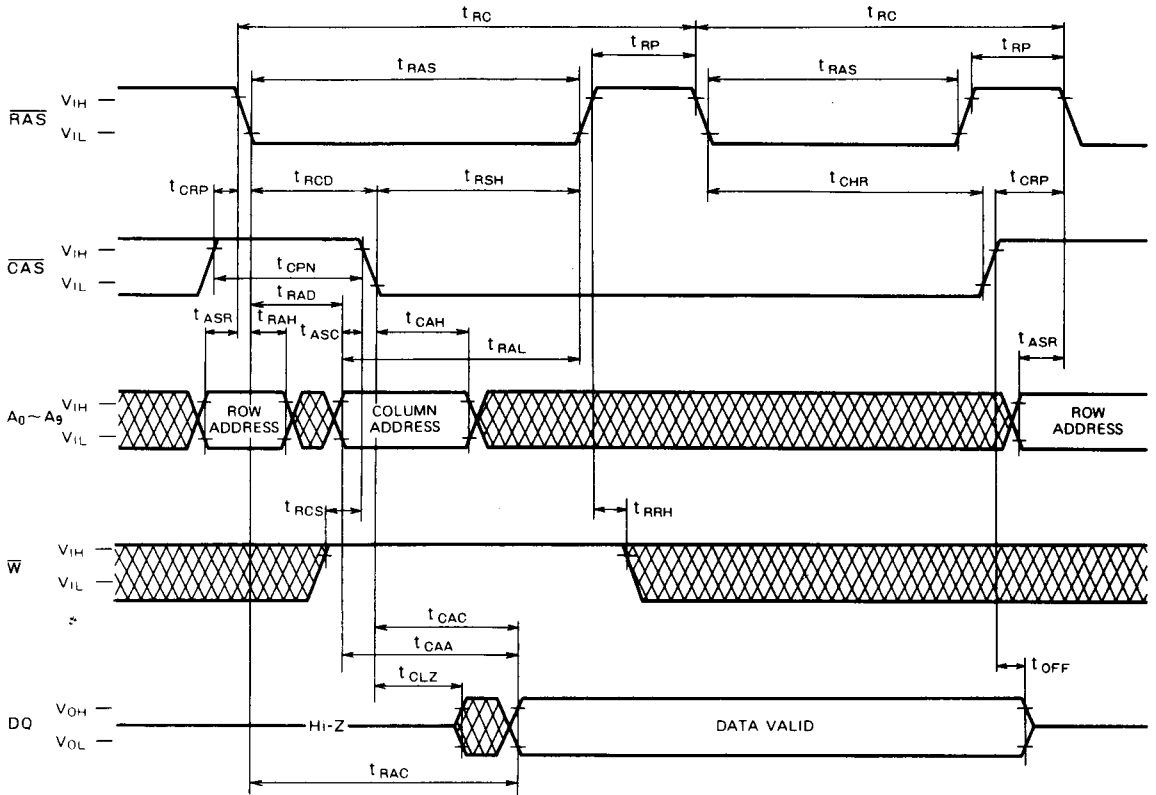 tRC tRC
tRP tRP
tRAS tRAS
RAS VIH
VIL
tCRP tRCD tRSH tCHR tCRP
CAS VIH
VIL
tCPN
tRAD
tASR tRAH tASC tCAH
tRAL tASR
A0~A9 VIH
VIL
ROW ADDRESS
COLUMN ADDRESS
ROW ADDRESS
tRCS tRRH
W VIH
VIL
tCAC
tCAA
tCLZ tOFF
DQ VOH
VOL
Hi-Z DATA VALID
tRAC